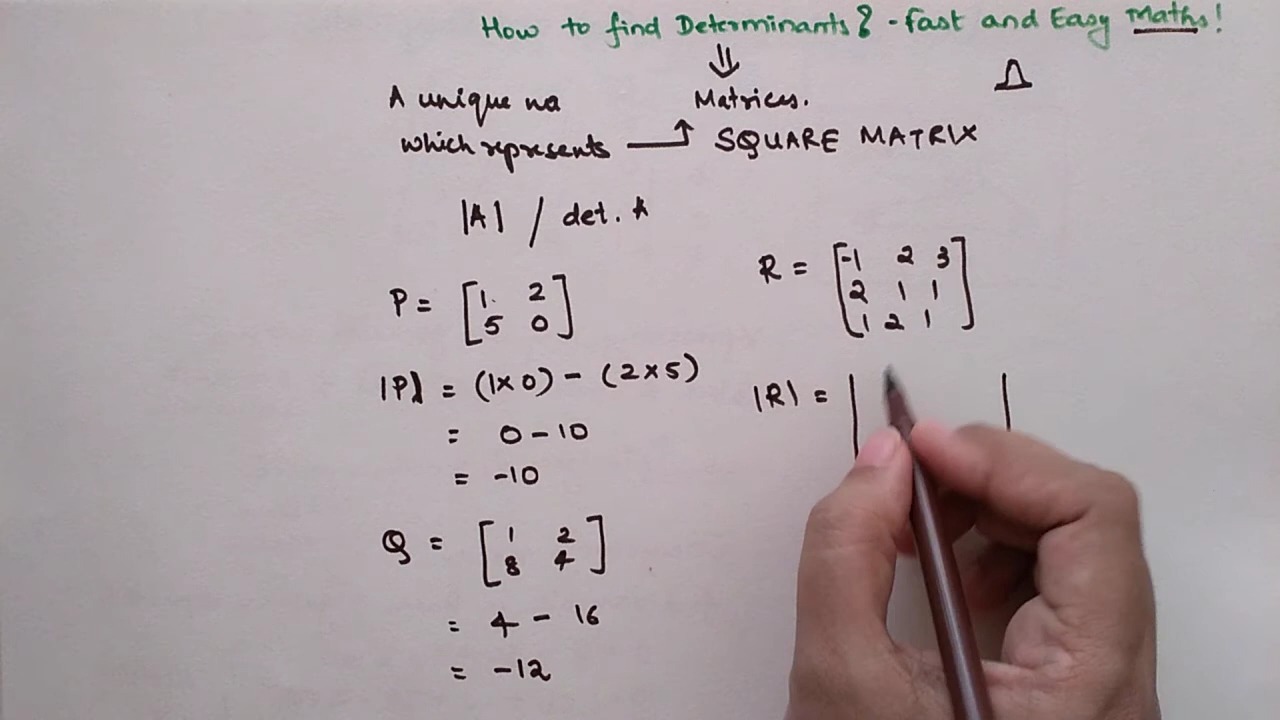 How to find Determinants? - Fast and Easy Maths!
⇓
A unique no Matrices.
which represents → SQUARE MATRIX
|A| / det. A
P = [1 2
5 0]
|P| = (1×0) - (2×5)
= 0 - 10
= -10
Q = [1 2
8 4]
= 4 - 16
= -12
R = [-1 2 3
2 1 1
1 2 1]
|R| = | |